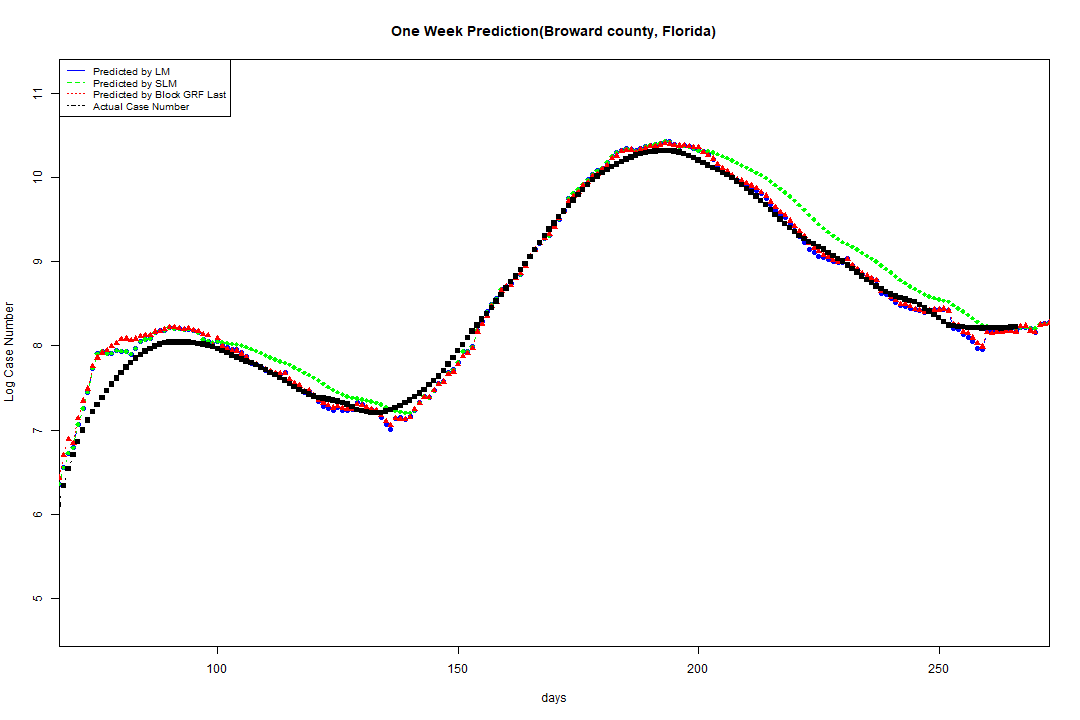 One Week Prediction(Broward county, Florida)
Predicted by LM
Predicted by SLM
Predicted by Block GRF Last
Actual Case Number
11
10
9
8
7
6
5
Log Case Number
100
150
200
250
days